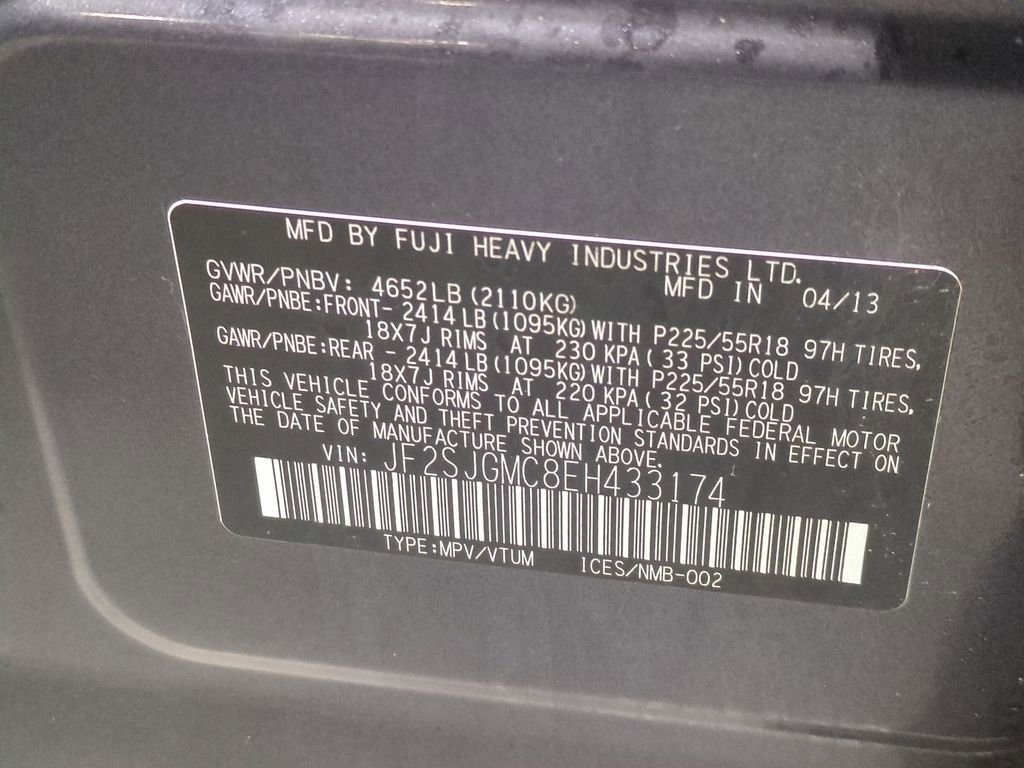 MFD BY FUJI HEAVY INDUSTRIES LTD.
MFD IN 04/13
GVWR/PNBV: 4652LB (2110KG)
GAWR/PNBE:FRONT- 2414LB (1095KG) WITH P225/55R18 97H TIRES,
18X7J RIMS AT 230 KPA ( 33 PSI) COLD
GAWR/PNBE:REAR - 2414LB (1095KG) WITH P225/55R18 97H TIRES,
18X7J RIMS AT 220 KPA ( 32 PSI) COLD
THIS VEHICLE CONFORMS TO ALL APPLICABLE FEDERAL MOTOR
VEHICLE SAFETY AND THEFT PREVENTION STANDARDS IN EFFECT ON
THE DATE OF MANUFACTURE SHOWN ABOVE.
VIN: JF2SJGMC8EH433174
TYPE:MPV/VTUM ICES/NMB-002